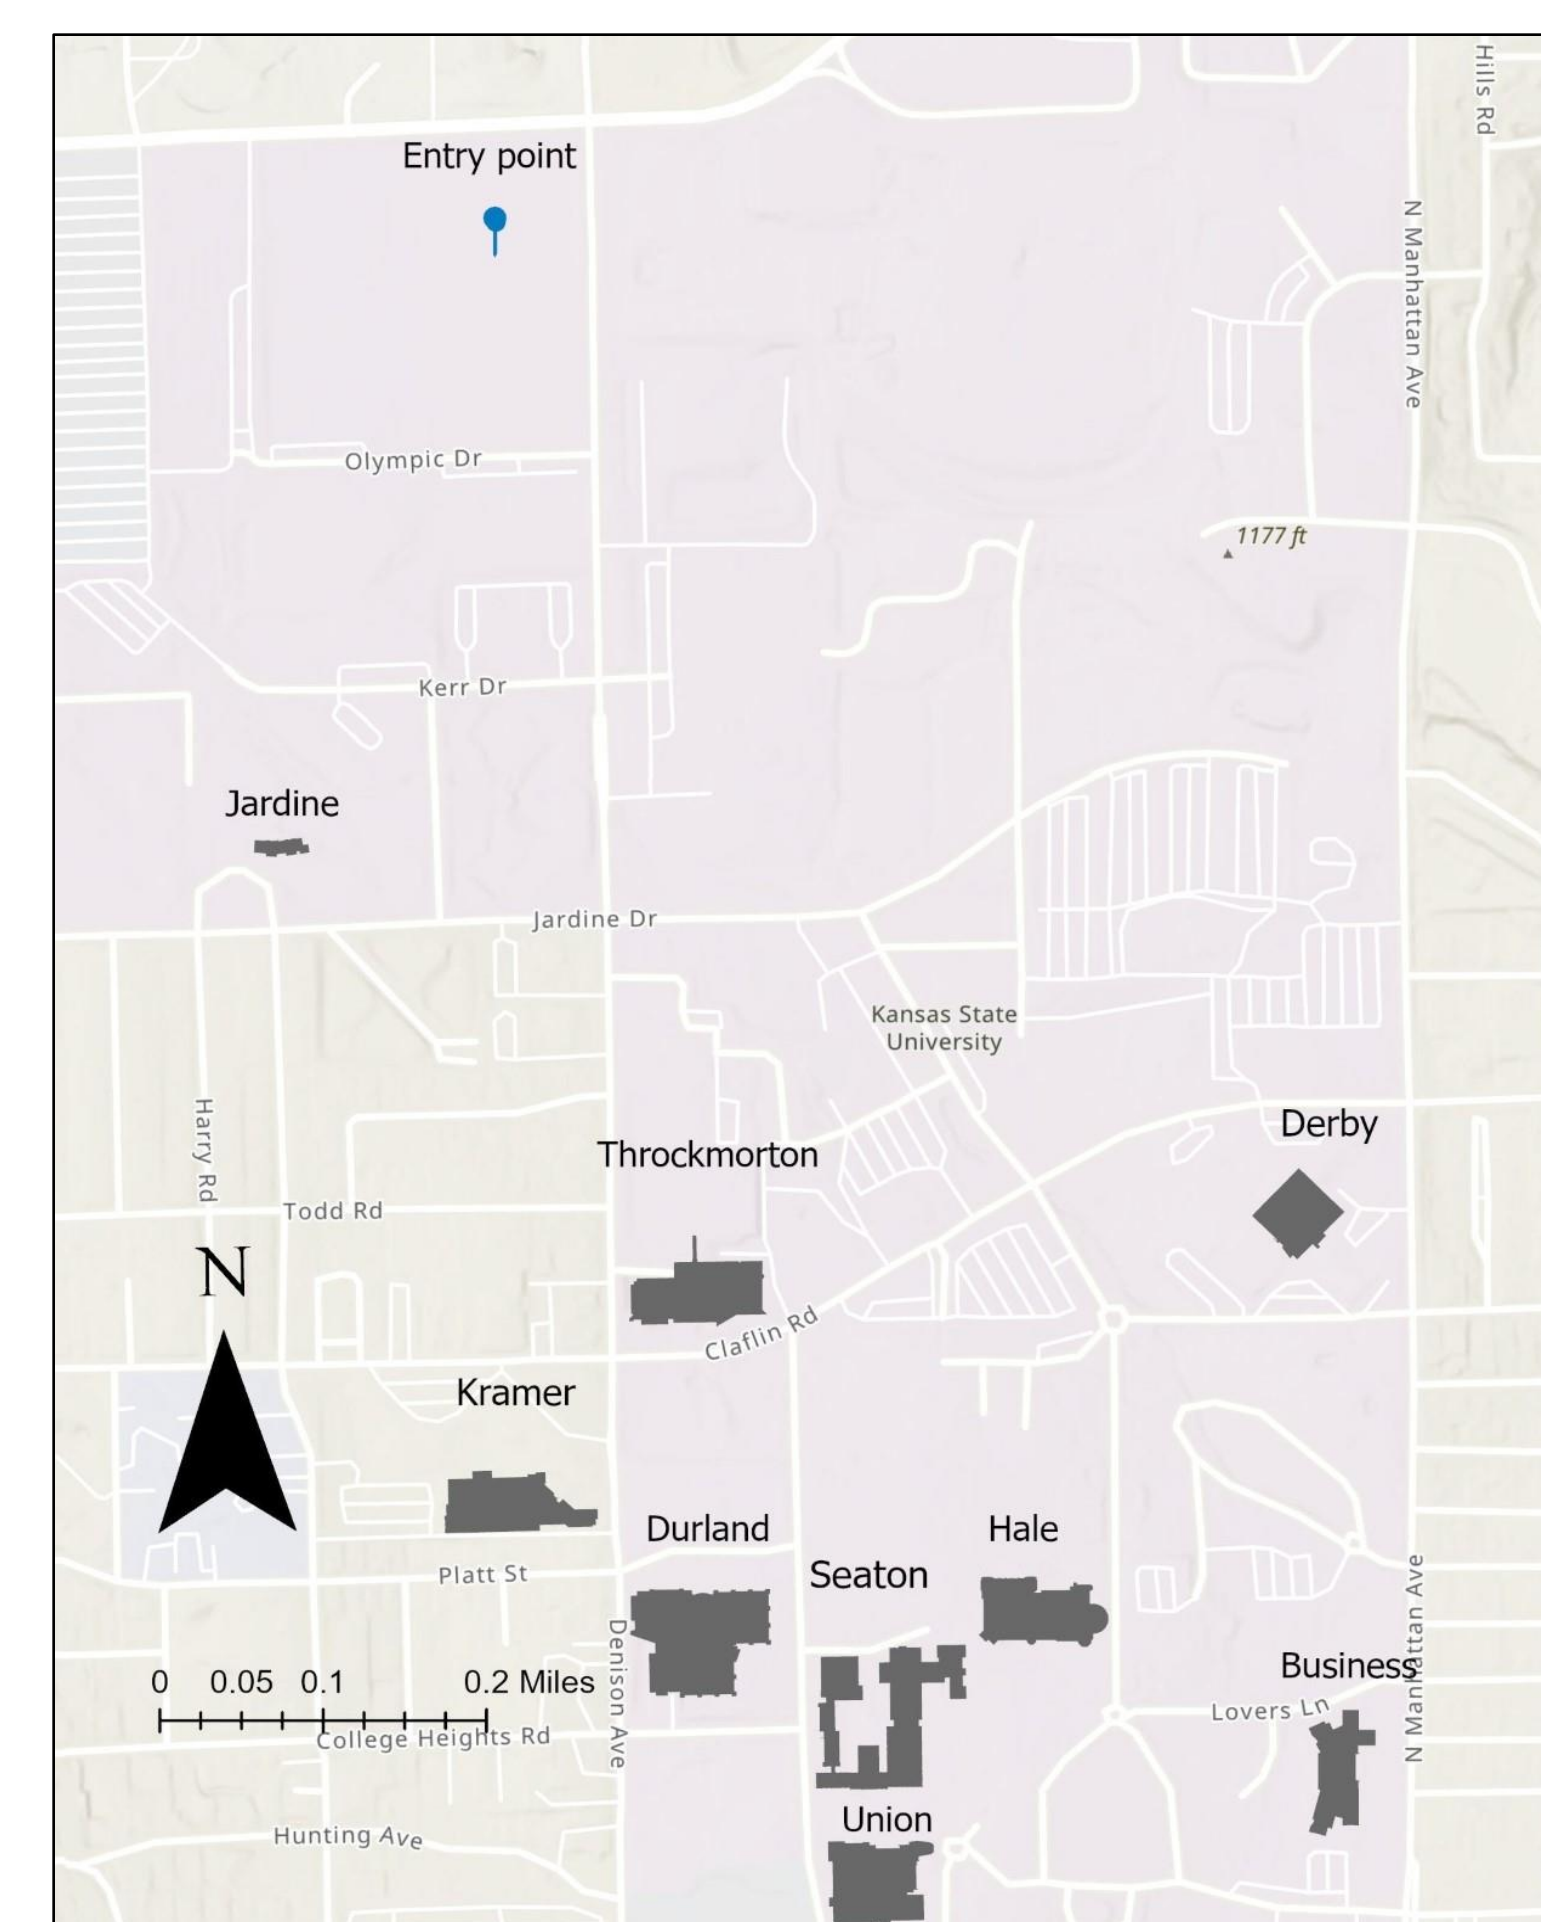 Hills Rd
Entry point
N Manhattan Ave
Olympic Dr
1177 ft
Kerr Dr
Jardine
Jardine Dr
Kansas State
University
Harry Rd
Derby
Throckmorton
Todd Rd
N
Claflin Rd
Kramer
Durland
Hale
Platt St
Seaton
Denison Ave
N Manhattan Ave
Business
0 0.05 0.1 0.2 Miles
Lovers Ln
College Heights Rd
Union
Hunting Ave